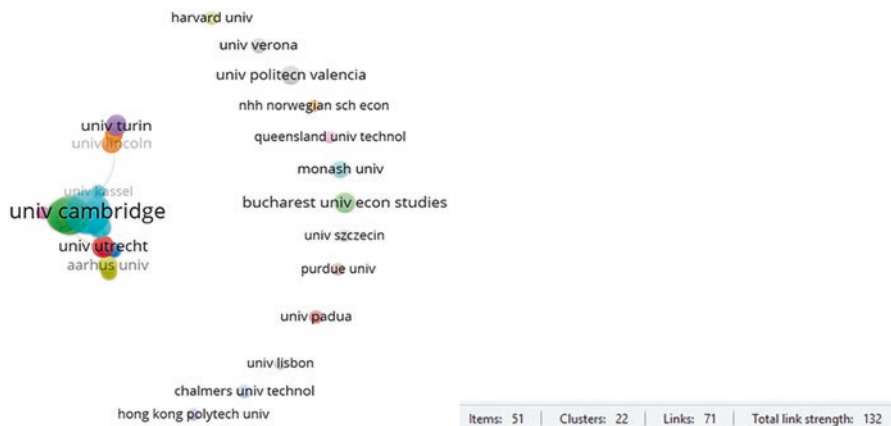 harvard univ
univ verona
univ politecn valencia
nhh norwegian sch econ
univ turin
queensland univ technol
univ lincoln
monash univ
univ kassel
bucharest univ econ studies
univ cambridge
univ szczecin
univ utrecht
aarhus univ
purdue univ
univ padua
univ lisbon
chalmers univ technol
hong kong polytech univ
Items: 51 | Clusters: 22 | Links: 71 | Total link strength: 132